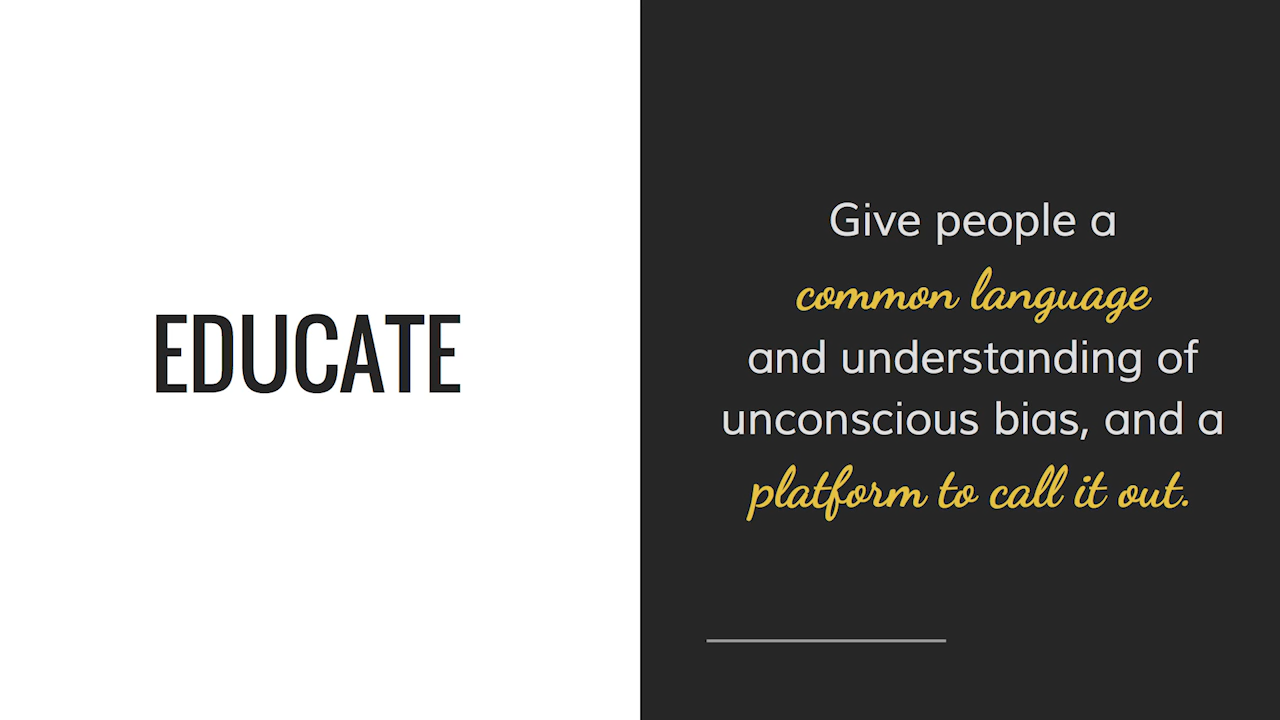 EDUCATE
Give people a
common language
and understanding of
unconscious bias, and a
platform to call it out.